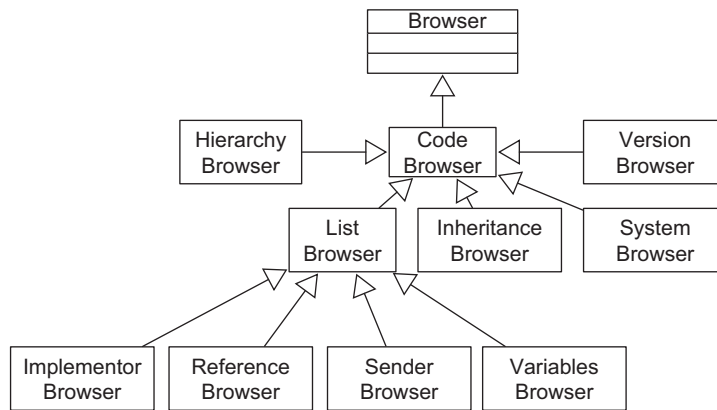 Browser
Hierarchy
Browser
Code
Browser
Version
Browser
List
Browser
Inheritance
Browser
System
Browser
Implementor
Browser
Reference
Browser
Sender
Browser
Variables
Browser